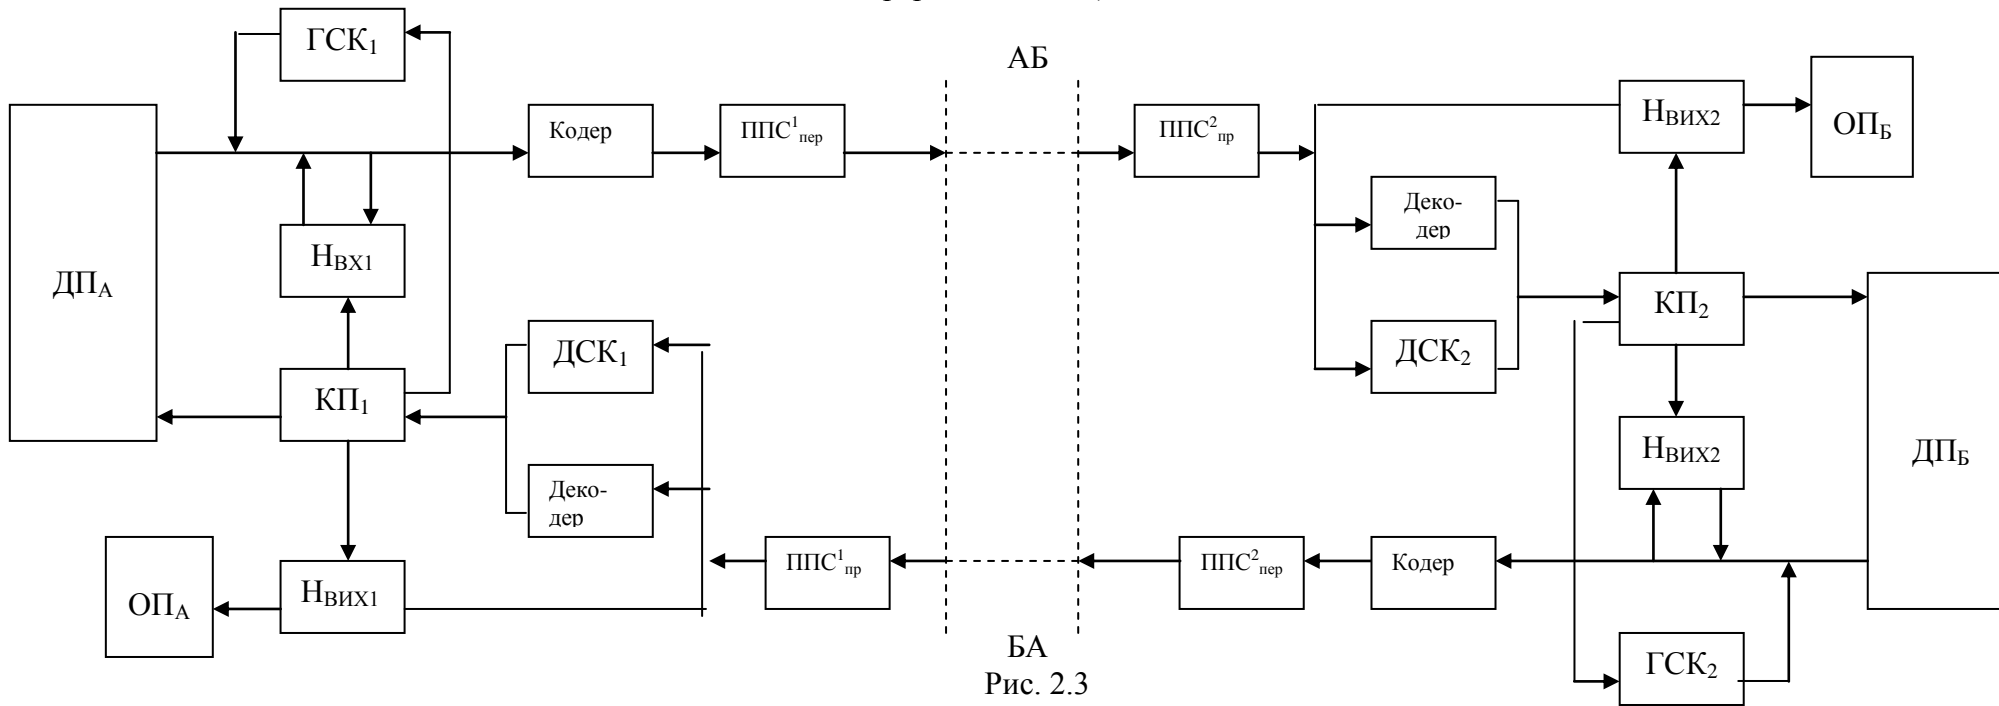 ГСК₁
АБ
ДПА
Кодер
ППС¹пер
ППС²пр
НВИХ2
ОПБ
НВХ1
Деко-
дер
КП₁
ДСК₁
ДСК₂
КП₂
НВИХ2
ДПБ
Деко-
дер
ОПА
НВИХ1
ППС¹пр
ППС²пер
Кодер
ГСК₂
БА
Рис. 2.3